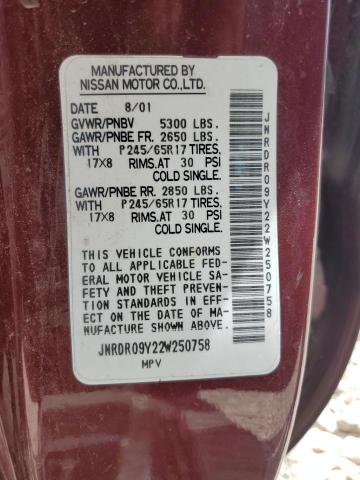 MANUFACTURED BY
NISSAN MOTOR CO.,LTD.
DATE 8/01
GVWR/PNBV 5300 LBS.
GAWR/PNBE FR. 2650 LBS.
WITH P245/65R17 TIRES,
17X8 RIMS,AT 30 PSI
COLD SINGLE.
GAWR/PNBE RR. 2850 LBS.
WITH P245/65R17 TIRES,
17X8 RIMS,AT 30 PSI
COLD SINGLE.
THIS VEHICLE CONFORMS
TO ALL APPLICABLE FED-
ERAL MOTOR VEHICLE SA-
FETY AND THEFT PREVEN-
TION STANDARDS IN EFF-
ECT ON THE DATE OF MA-
NUFACTURE SHOWN ABOVE.
JNRDR09Y22W250758
MPV
JNRDR09Y22W250758